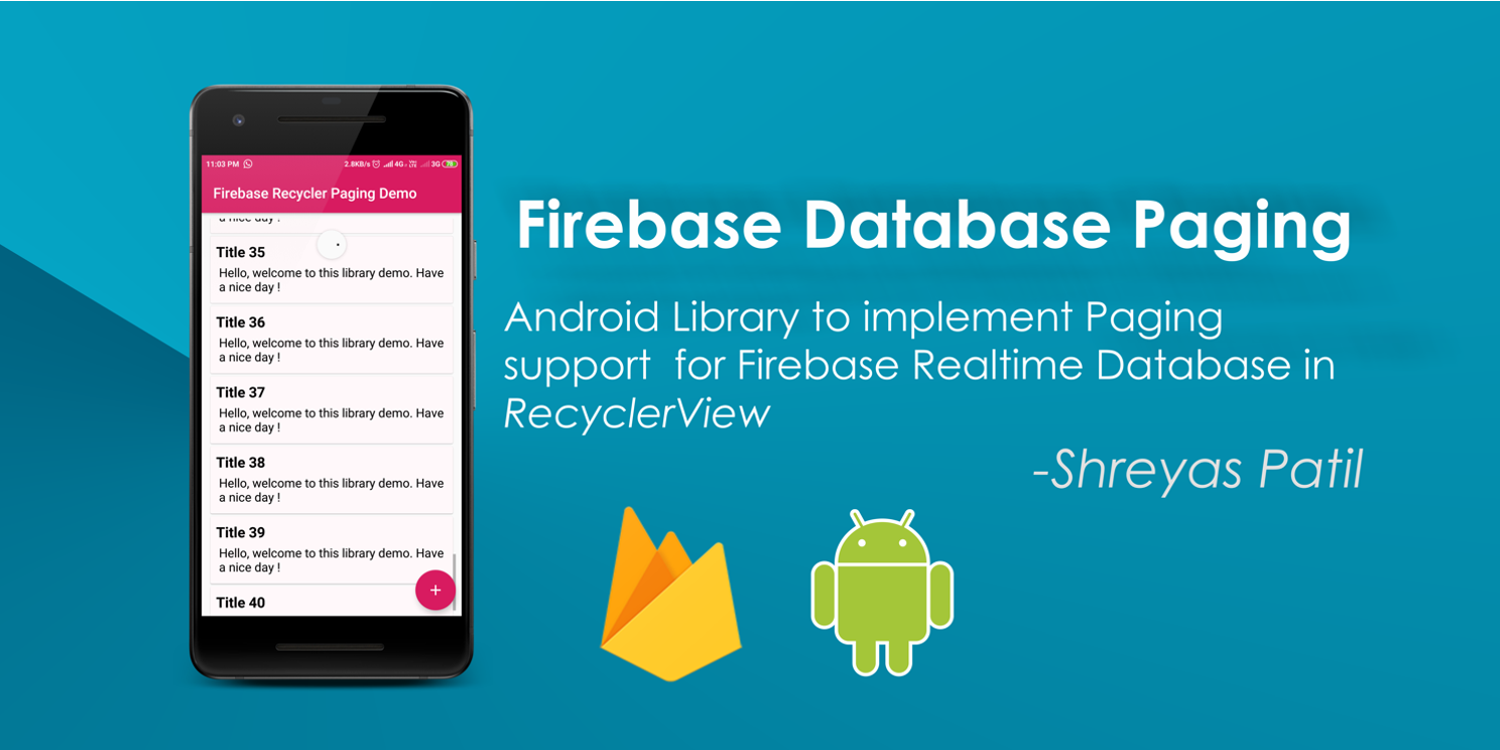 11:03 PM
2.8KB/s 4G VoLTE 3G
Firebase Recycler Paging Demo
a nice day !
Title 35
Hello, welcome to this library demo. Have
a nice day !
Title 36
Hello, welcome to this library demo. Have
a nice day !
Title 37
Hello, welcome to this library demo. Have
a nice day !
Title 38
Hello, welcome to this library demo. Have
a nice day !
Title 39
Hello, welcome to this library demo. Have
a nice day !
+
Title 40
Firebase Database Paging
Android Library to implement Paging
support for Firebase Realtime Database in
RecyclerView
-Shreyas Patil